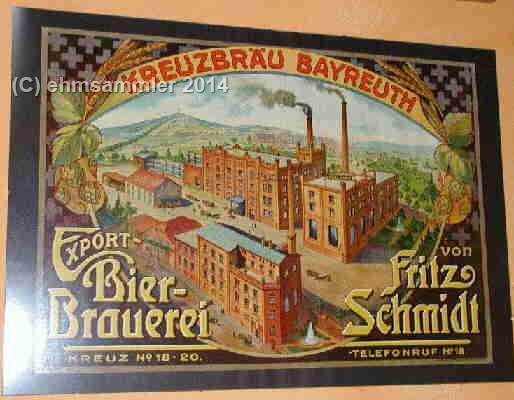 KREUZBRÄU BAYREUTH
(C) ehmsammler 2014
EXPORT-
Bier-
Brauerei
von
Fritz
Schmidt
KREUZ No 18-20.
TELEFONRUF No 18